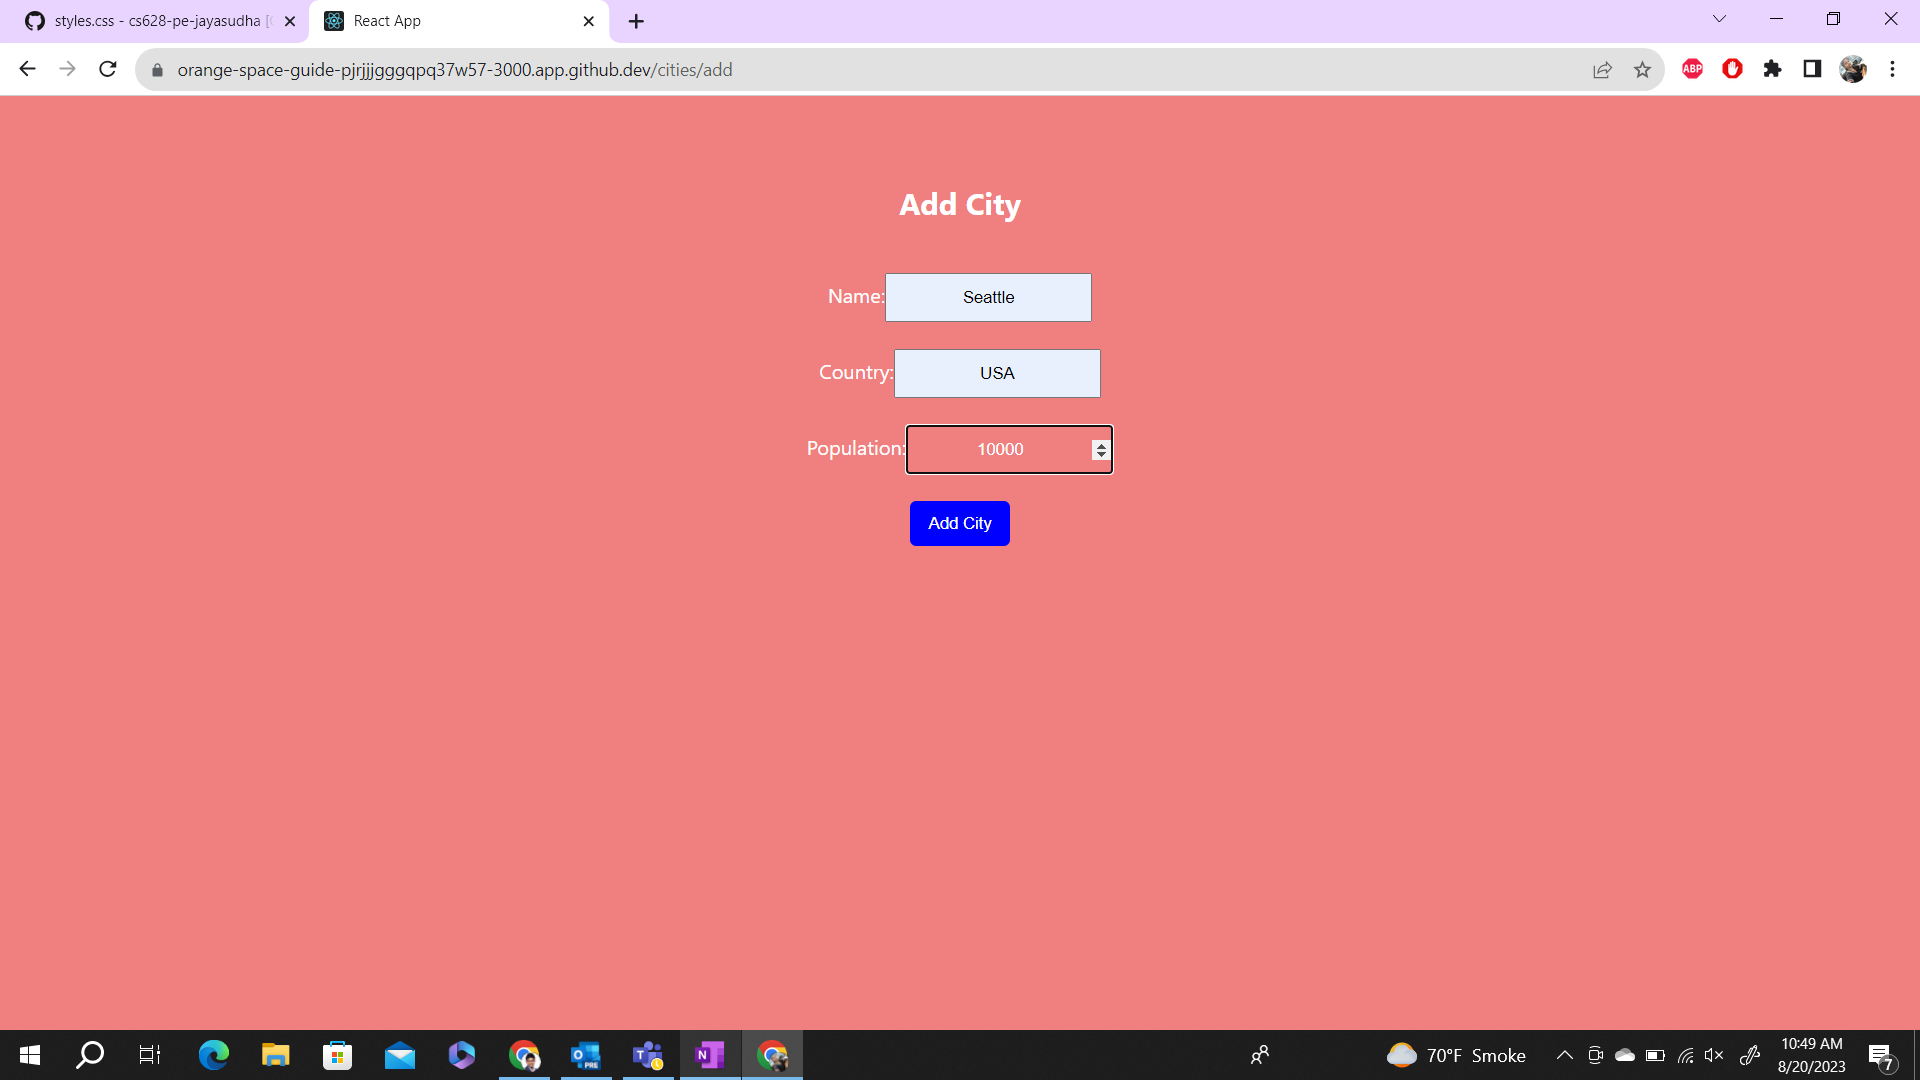 styles.css - cs628-pe-jayasudha [
React App
orange-space-guide-pjrjjjgggqpq37w57-3000.app.github.dev/cities/add
ABP
Add City
Name:
Seattle
Country:
USA
Population:
10000
Add City
PRE
70°F Smoke
10:49 AM
8/20/2023
7